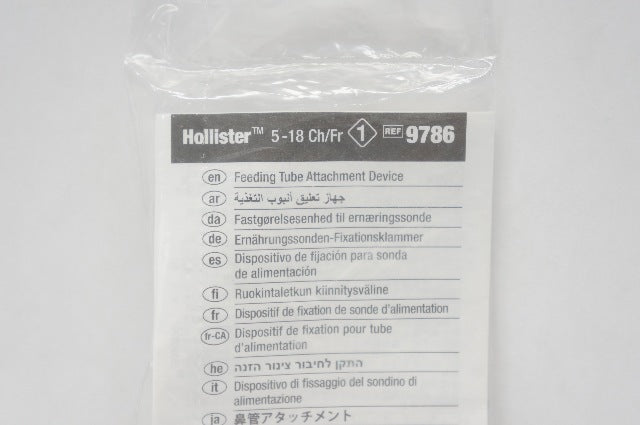 Hollister™ 5-18 Ch/Fr 1 REF 9786
en Feeding Tube Attachment Device
ar جهاز تعليق أنبوب التغذية
da Fastgørelsesenhed til ernæringssonde
de Ernährungssonden-Fixationsklammer
es Dispositivo de fijación para sonda
de alimentación
fi Ruokintaletkun kiinnitysväline
fr Dispositif de fixation de sonde d'alimentation
fr-CA Dispositif de fixation pour tube
d'alimentation
he התקן לחיבור צינור הזנה
it Dispositivo di fissaggio del sondino di
alimentazione
ja 鼻管アタッチメント